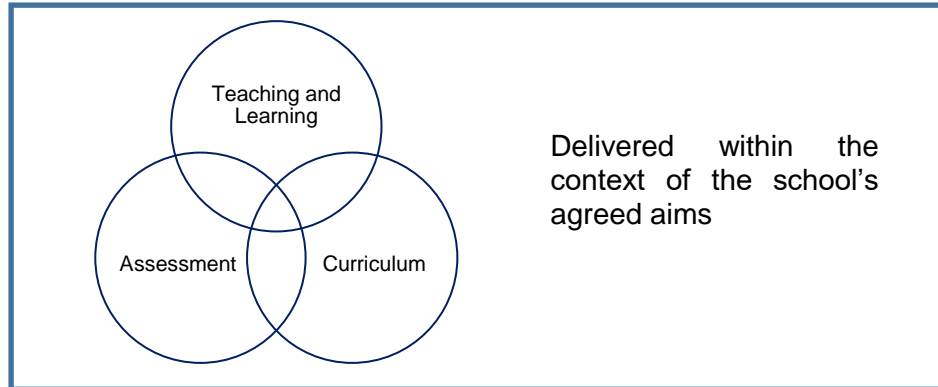 Teaching and
Learning
Assessment
Curriculum
Delivered within the
context of the school’s
agreed aims